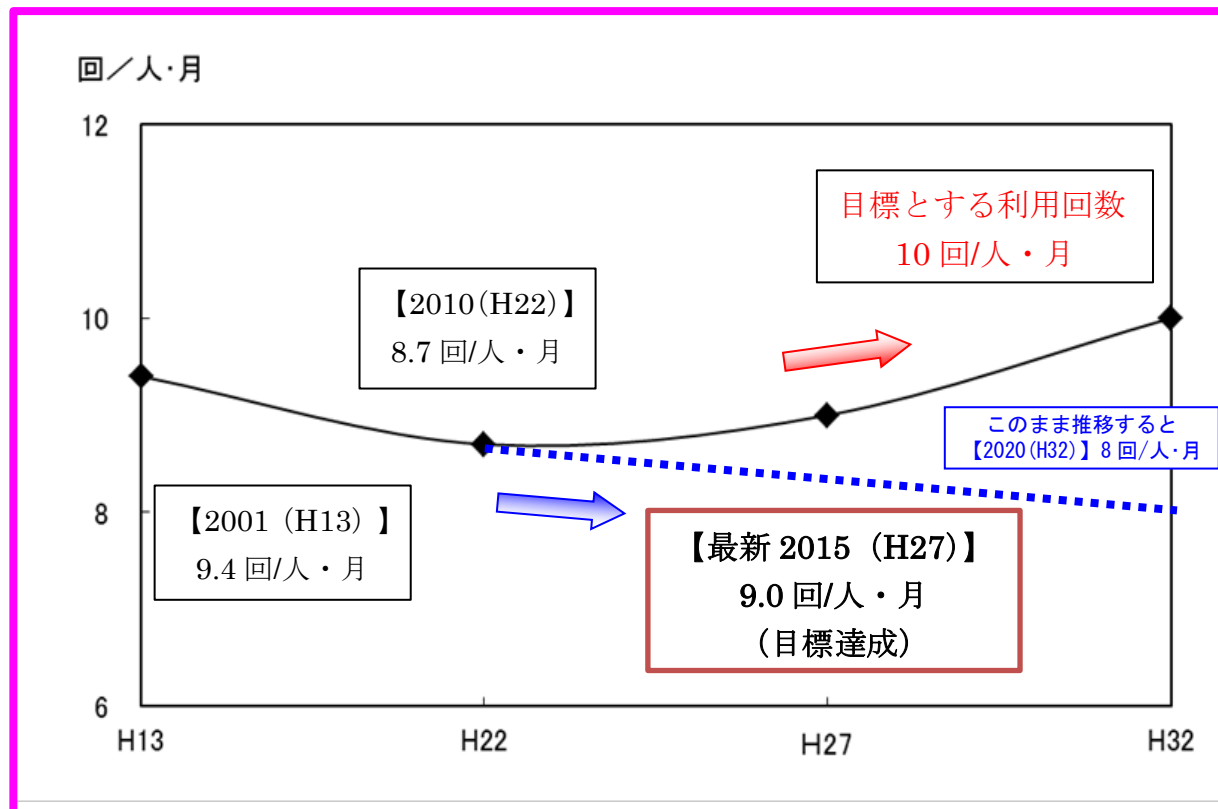 回／人・月
12
10
8
6
目標とする利用回数
10 回/人・月
【2010（H22）】
8.7 回/人・月
このまま推移すると
【2020(H32)】8 回/人・月
【2001（H13）】
9.4 回/人・月
【最新 2015（H27）】
9.0 回/人・月
（目標達成）
H13 H22 H27 H32